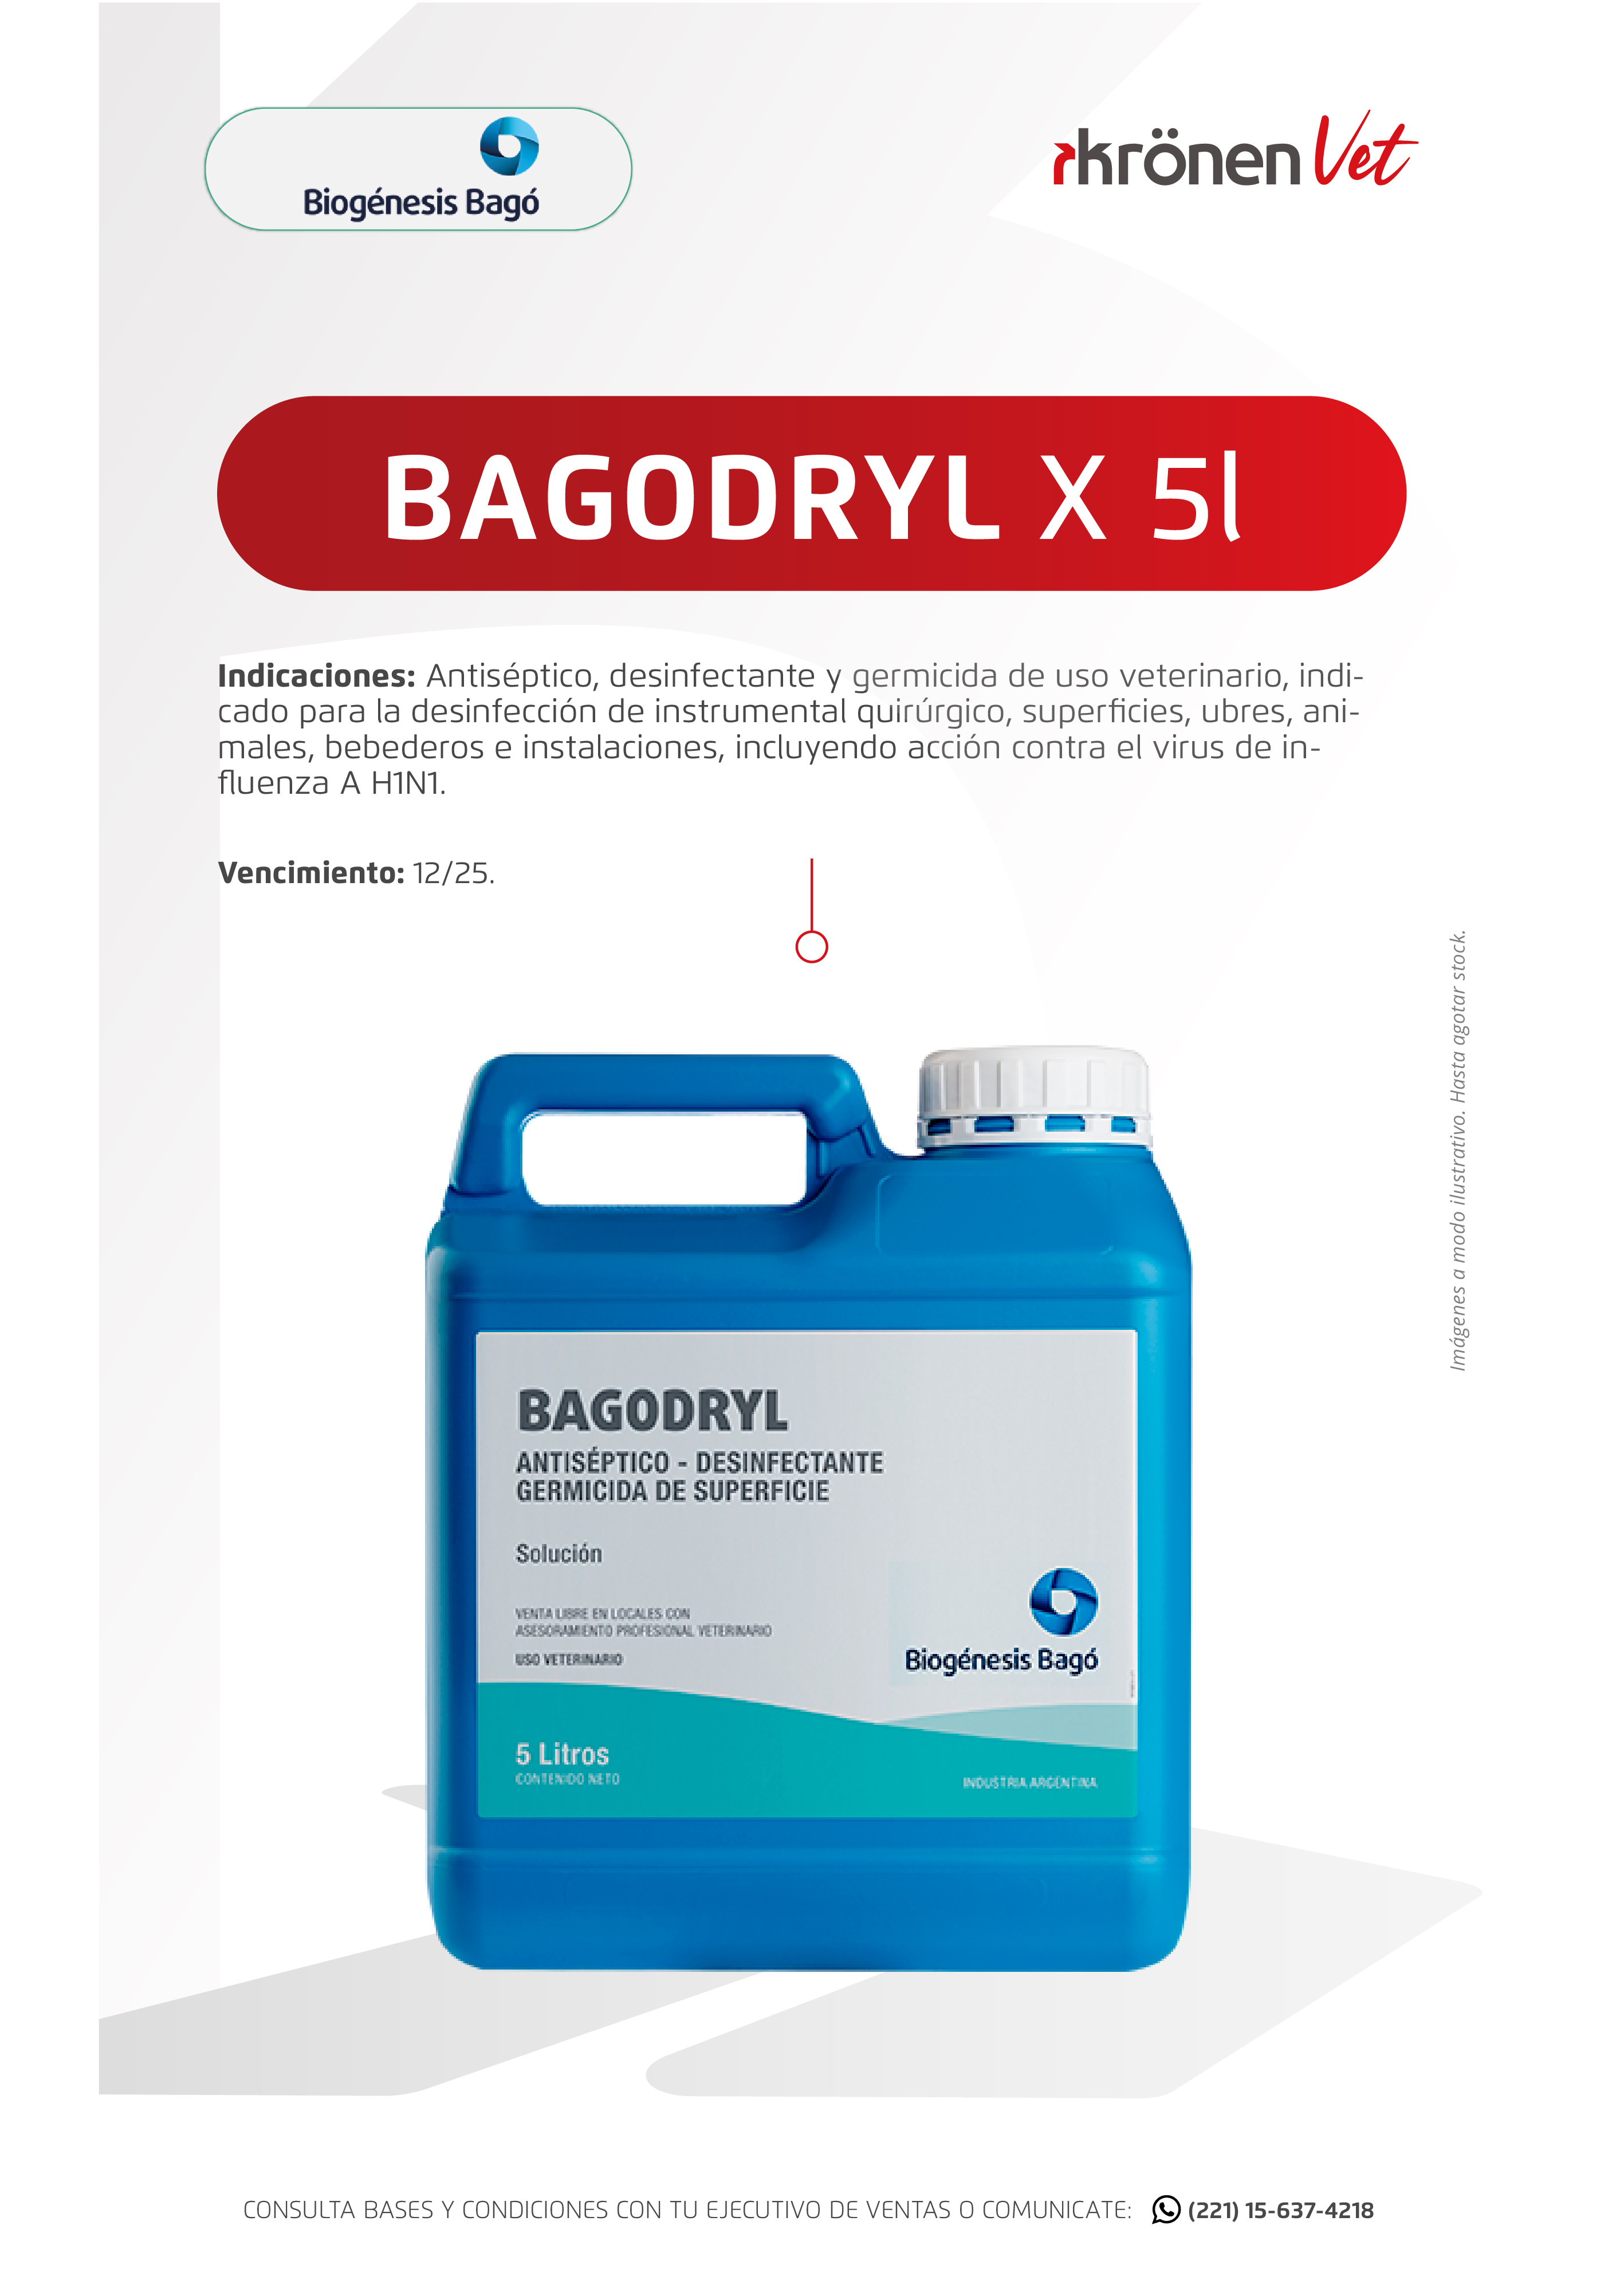 Biogénesis Bagó
krönen Vet
BAGODRYL X 5l
Indicaciones: Antiséptico, desinfectante y germicida de uso veterinario, indi-
cado para la desinfección de instrumental quirúrgico, superficies, ubres, ani-
males, bebederos e instalaciones, incluyendo acción contra el virus de in-
fluenza A H1N1.
Vencimiento: 12/25.
Imágenes a modo ilustrativo. Hasta agotar stock.
BAGODRYL
ANTISÉPTICO - DESINFECTANTE
GERMICIDA DE SUPERFICIE
Solución
VENTA LIBRE EN LOCALES CON
ASESORAMIENTO PROFESIONAL VETERINARIO
USO VETERINARIO
Biogénesis Bagó
5 Litros
CONTENIDO NETO
INDUSTRIA ARGENTINA
CONSULTA BASES Y CONDICIONES CON TU EJECUTIVO DE VENTAS O COMUNICATE: (221) 15-637-4218